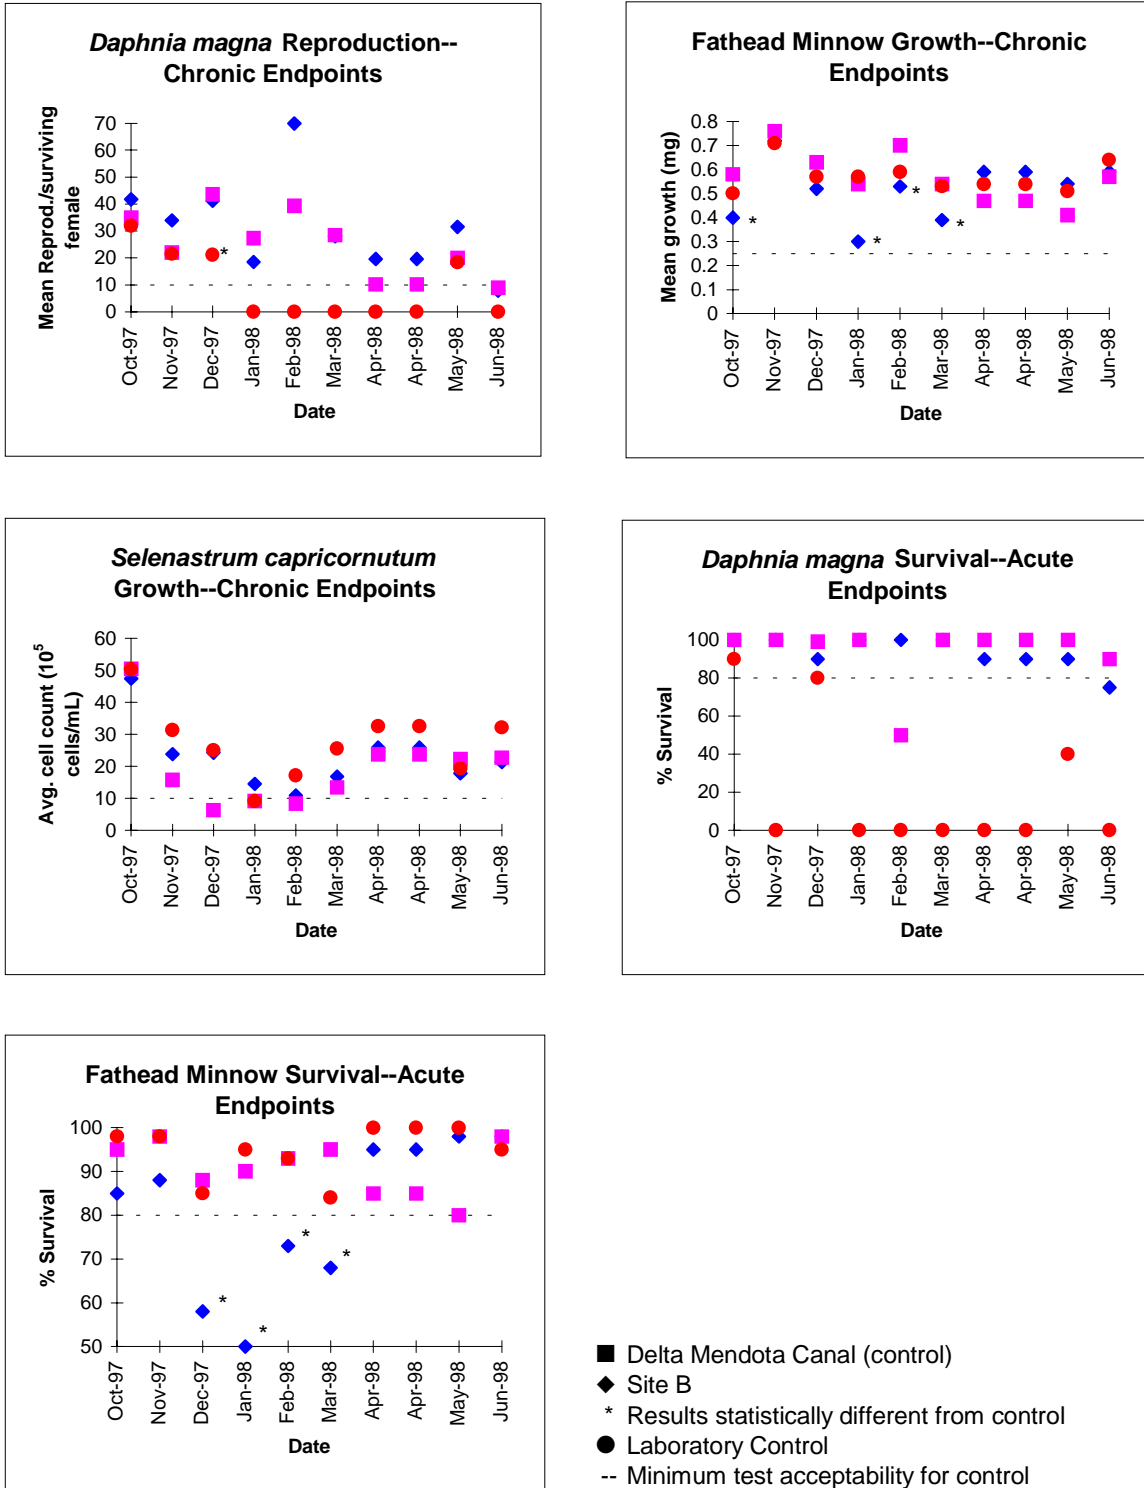 Daphnia magna Reproduction--
Chronic Endpoints
Mean Reprod./surviving
female
70
60
50
40
30
20
10
0
Oct-97
Nov-97
Dec-97
Jan-98
Feb-98
Mar-98
Apr-98
Apr-98
May-98
Jun-98
*
Date
Fathead Minnow Growth--Chronic
Endpoints
Mean growth (mg)
0.8
0.7
0.6
0.5
0.4
0.3
0.2
0.1
0
*
*
*
*
Oct-97
Nov-97
Dec-97
Jan-98
Feb-98
Mar-98
Apr-98
Apr-98
May-98
Jun-98
Date
Selenastrum capricornutum
Growth--Chronic Endpoints
Avg. cell count (10⁵
cells/mL)
60
50
40
30
20
10
0
Oct-97
Nov-97
Dec-97
Jan-98
Feb-98
Mar-98
Apr-98
Apr-98
May-98
Jun-98
Date
Daphnia magna Survival--Acute
Endpoints
% Survival
100
80
60
40
20
0
Oct-97
Nov-97
Dec-97
Jan-98
Feb-98
Mar-98
Apr-98
Apr-98
May-98
Jun-98
Date
Fathead Minnow Survival--Acute
Endpoints
% Survival
100
90
80
70
60
50
*
*
*
*
Oct-97
Nov-97
Dec-97
Jan-98
Feb-98
Mar-98
Apr-98
Apr-98
May-98
Jun-98
Date
Delta Mendota Canal (control)
Site B
* Results statistically different from control
Laboratory Control
-- Minimum test acceptability for control